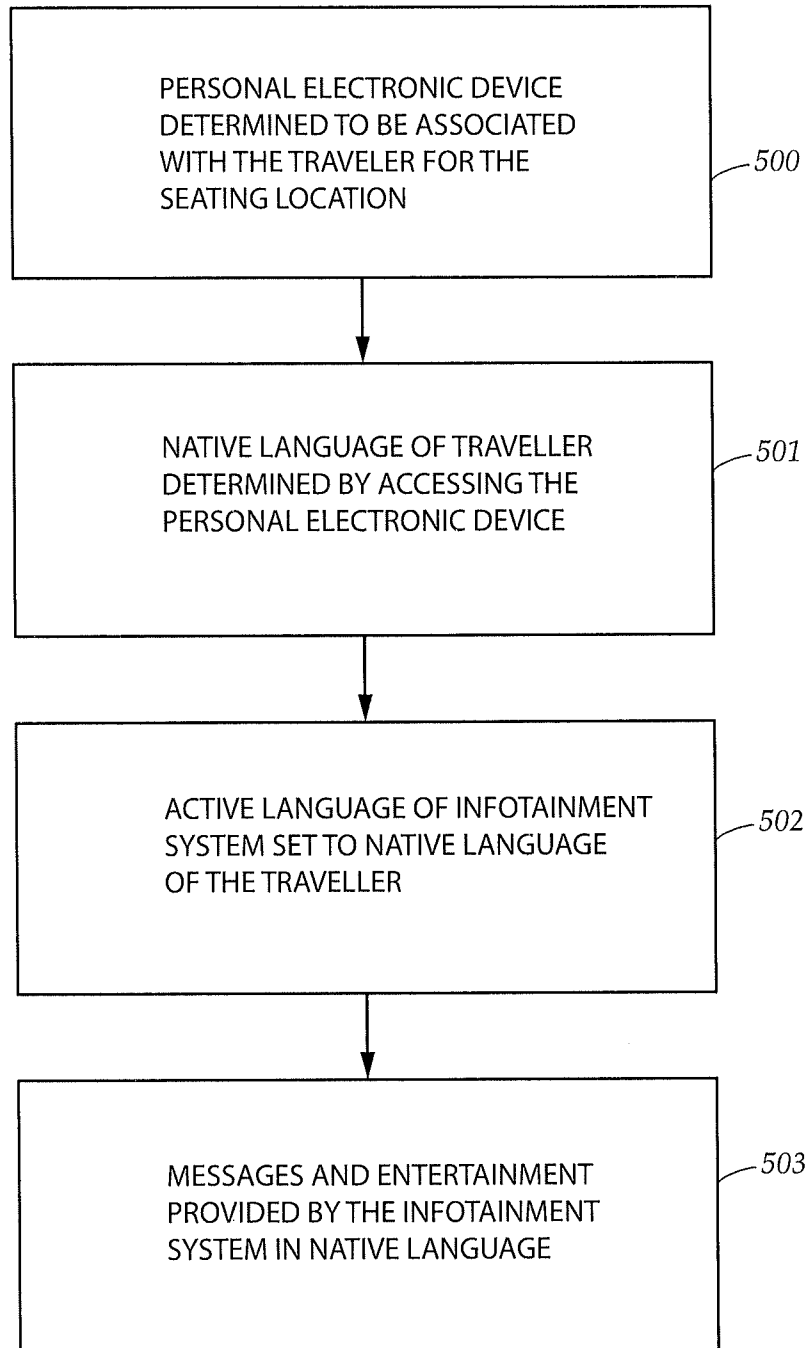 PERSONAL ELECTRONIC DEVICE
DETERMINED TO BE ASSOCIATED
WITH THE TRAVELER FOR THE
SEATING LOCATION
500
NATIVE LANGUAGE OF TRAVELLER
DETERMINED BY ACCESSING THE
PERSONAL ELECTRONIC DEVICE
501
ACTIVE LANGUAGE OF INFOTAINMENT
SYSTEM SET TO NATIVE LANGUAGE
OF THE TRAVELLER
502
MESSAGES AND ENTERTAINMENT
PROVIDED BY THE INFOTAINMENT
SYSTEM IN NATIVE LANGUAGE
503